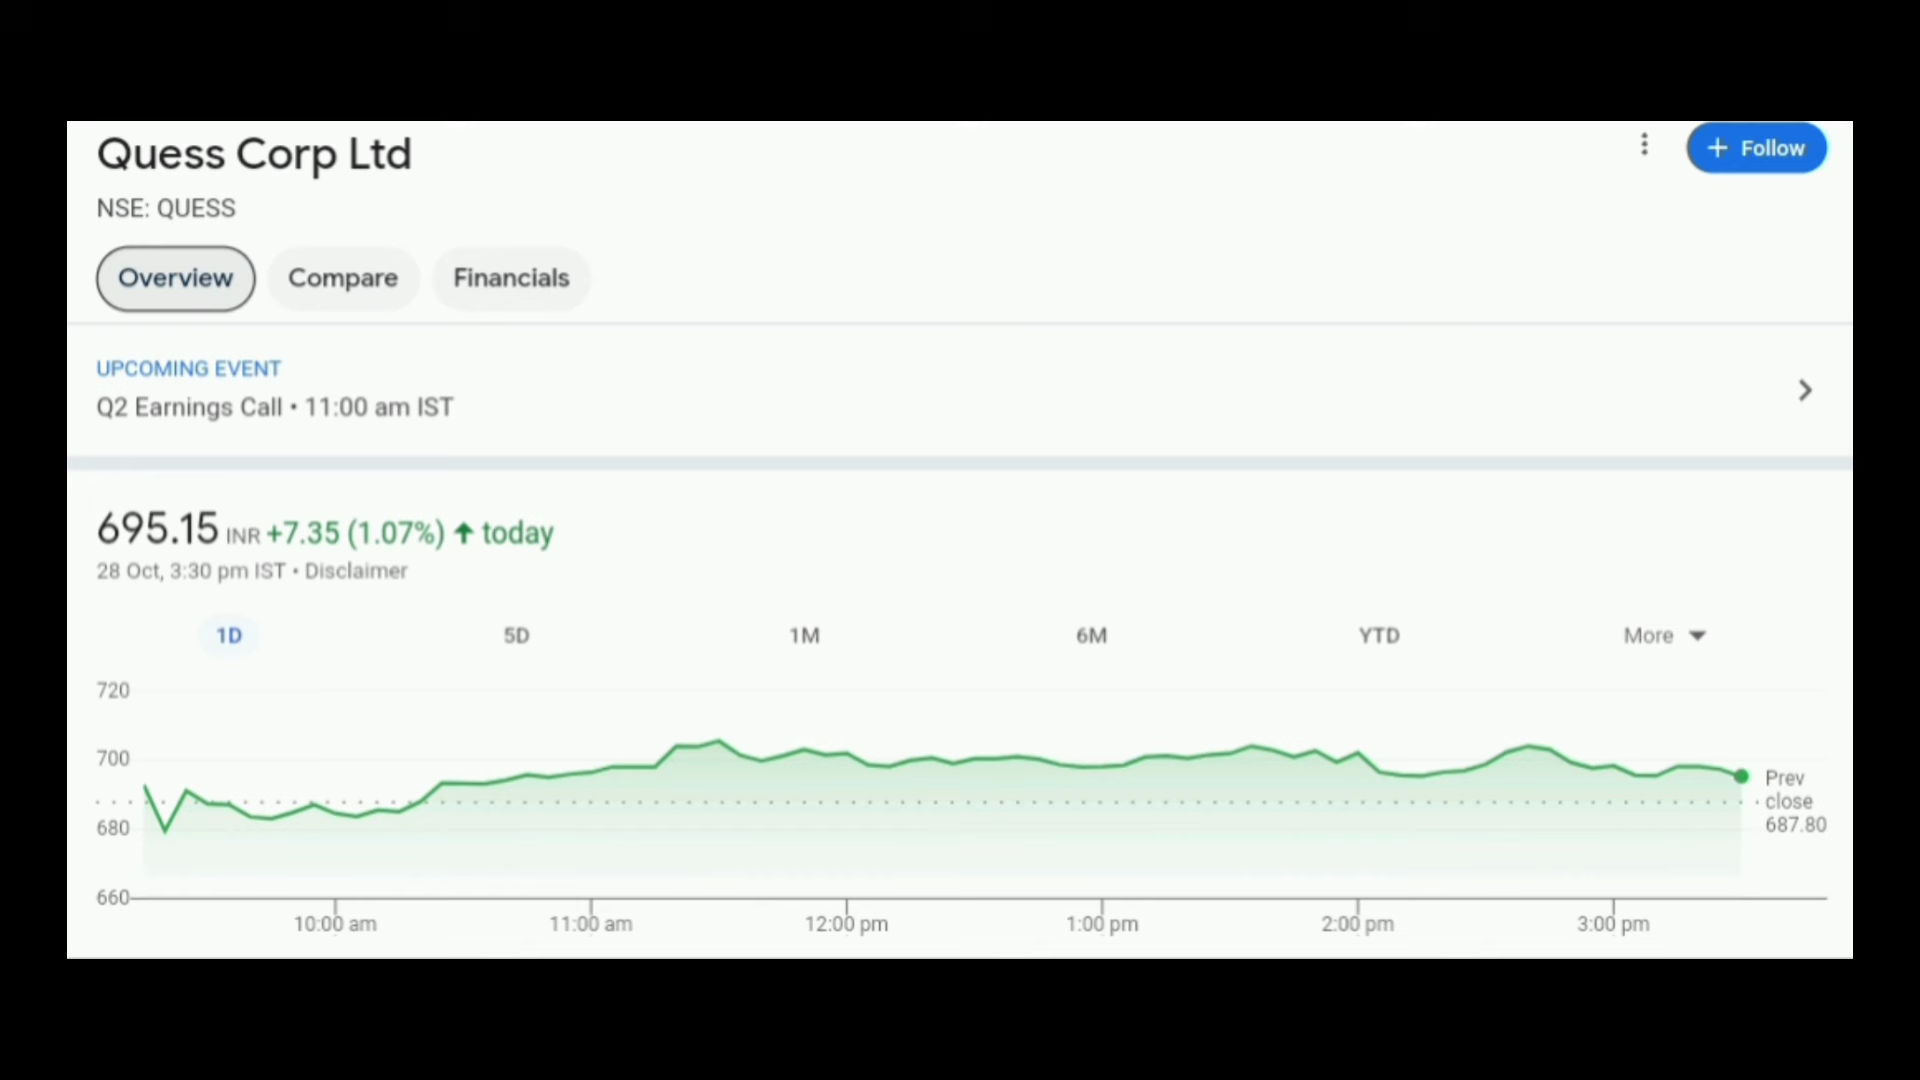 Quess Corp Ltd
+ Follow
NSE: QUESS
Overview Compare Financials
UPCOMING EVENT
Q2 Earnings Call • 11:00 am IST
695.15 INR +7.35 (1.07%) ↑ today
28 Oct, 3:30 pm IST • Disclaimer
1D 5D 1M 6M YTD More
720
700
680
660
Prev
close
687.80
10:00 am 11:00 am 12:00 pm 1:00 pm 2:00 pm 3:00 pm